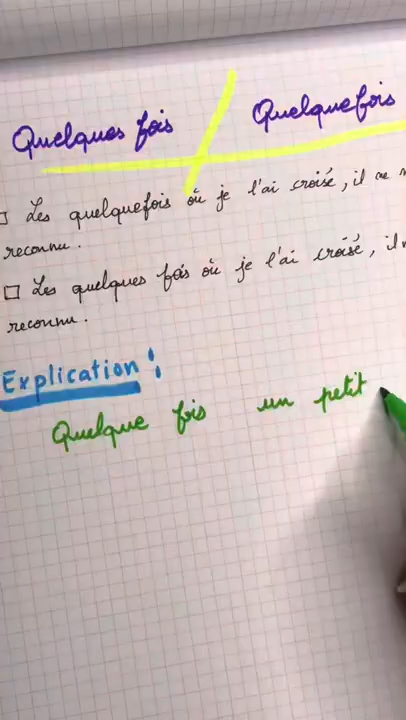 Quelques fois / Quelquefois
□ Les quelquefois où je l'ai croisé, il
reconnu.
□ Les quelques fois où je l'ai croisé, il
reconnu.
Explication :
Quelque fois un petit